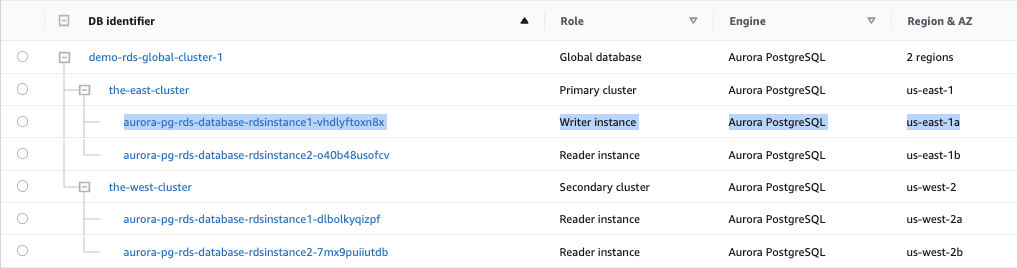 DB identifier Role Engine Region & AZ
demo-rds-global-cluster-1 Global database Aurora PostgreSQL 2 regions
the-east-cluster Primary cluster Aurora PostgreSQL us-east-1
aurora-pg-rds-database-rdsinstance1-vhdlyftoxn8x Writer instance Aurora PostgreSQL us-east-1a
aurora-pg-rds-database-rdsinstance2-o40b48usofcv Reader instance Aurora PostgreSQL us-east-1b
the-west-cluster Secondary cluster Aurora PostgreSQL us-west-2
aurora-pg-rds-database-rdsinstance1-dlbolkyqizpf Reader instance Aurora PostgreSQL us-west-2a
aurora-pg-rds-database-rdsinstance2-7mx9puiiutdb Reader instance Aurora PostgreSQL us-west-2b